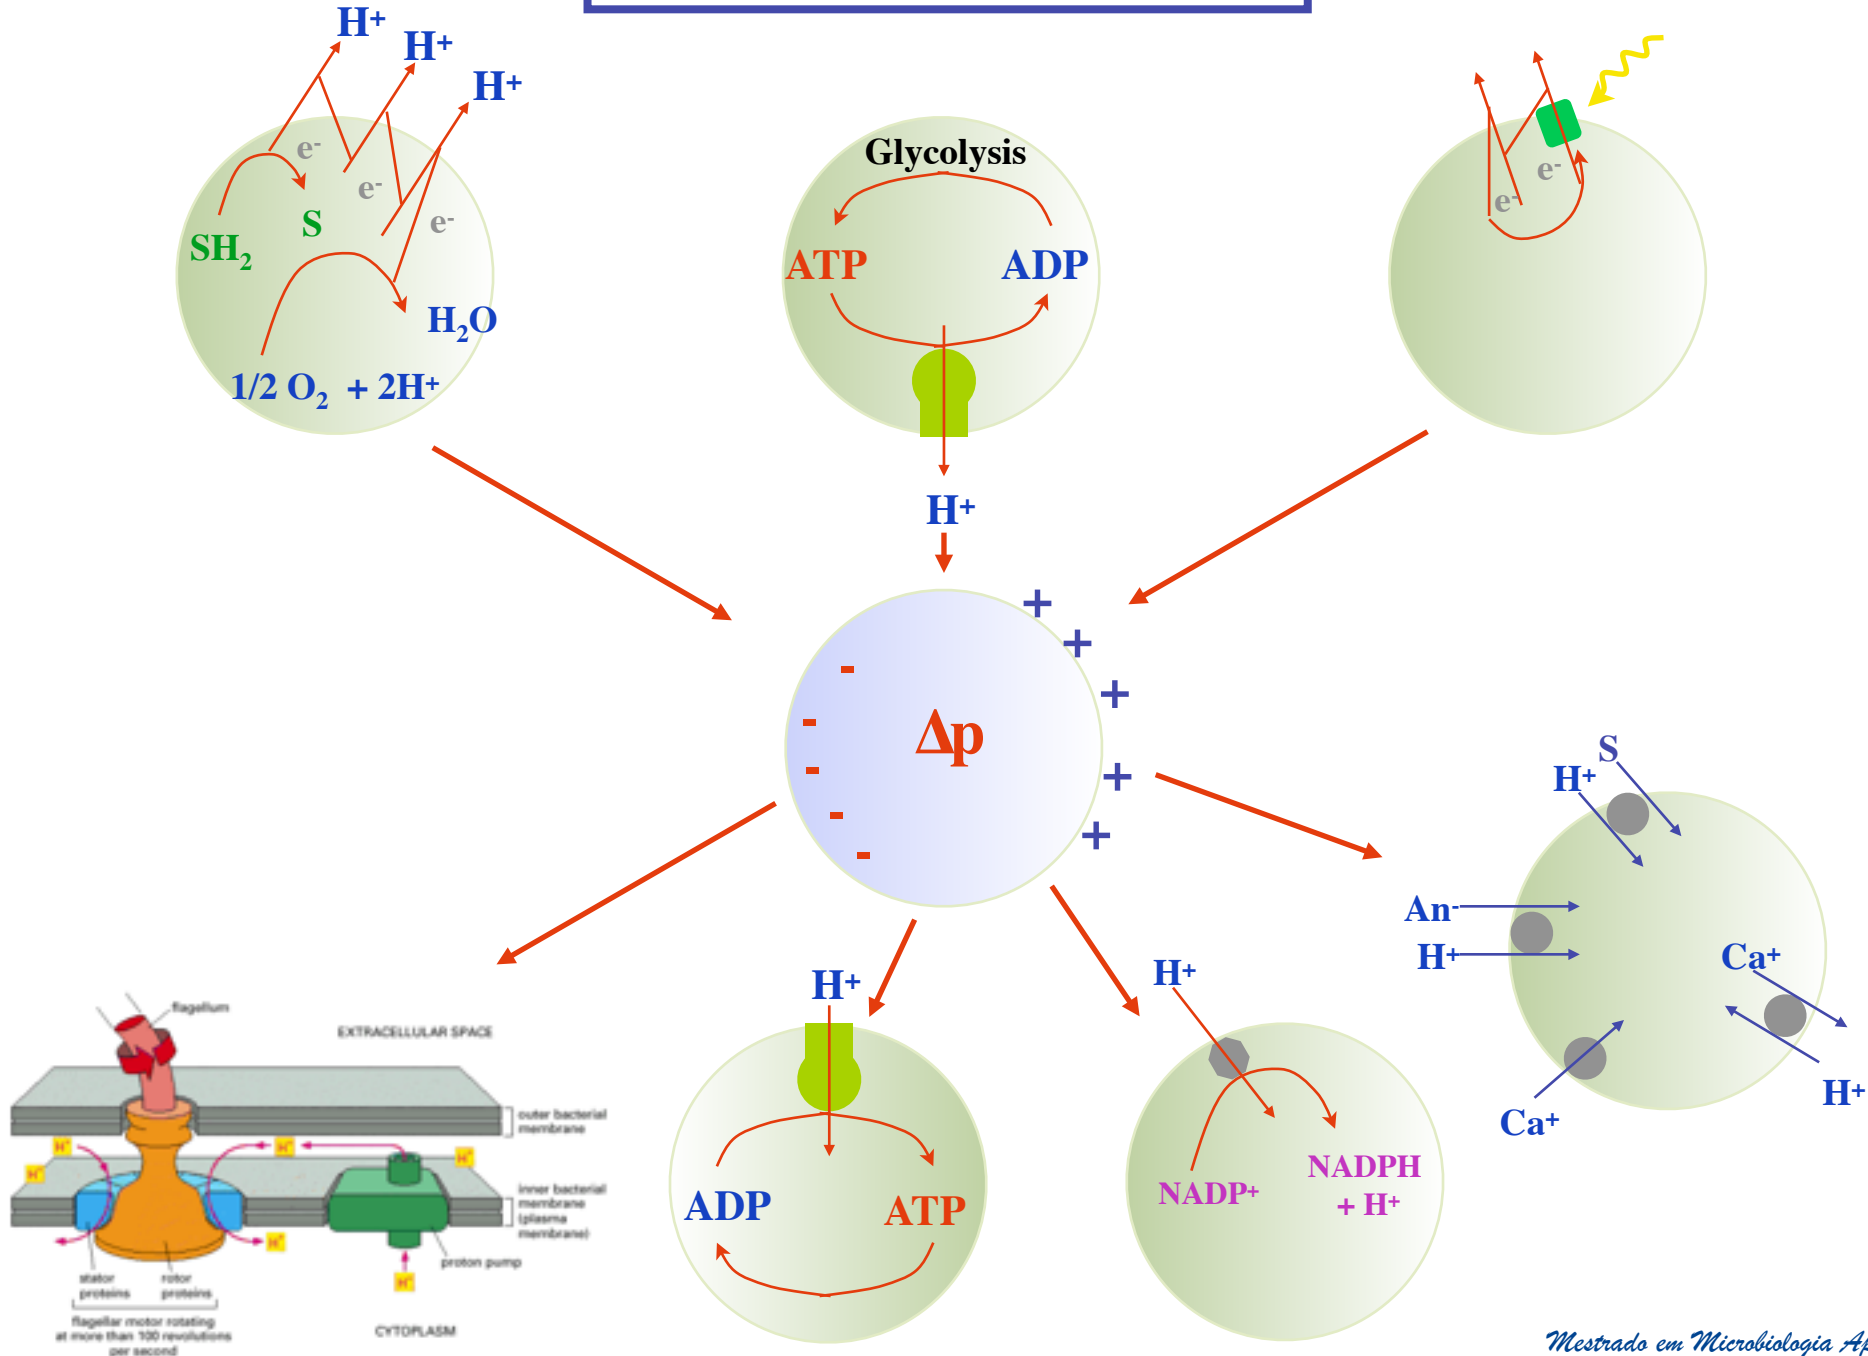 H+
H+
H+
e-
e-
e-
S
SH2
H2O
1/2 O2 + 2H+
Glycolysis
ATP ADP
H+
e-
e-
Δp
+
+
+
+
+
-
-
-
-
-
S
H+
An-
H+
Ca+
Ca+
H+
H+
ADP ATP
H+
NADP+
NADPH
+ H+
flagellum
EXTRACELLULAR SPACE
outer bacterial
membrane
H+
H+
H+
H+
inner bacterial
membrane
(plasma
membrane)
H+
H+
proton pump
stator
proteins
rotor
proteins
flagellar motor rotating
at more than 100 revolutions
per second
CYTOPLASM
Mestrado em Microbiologia Ap